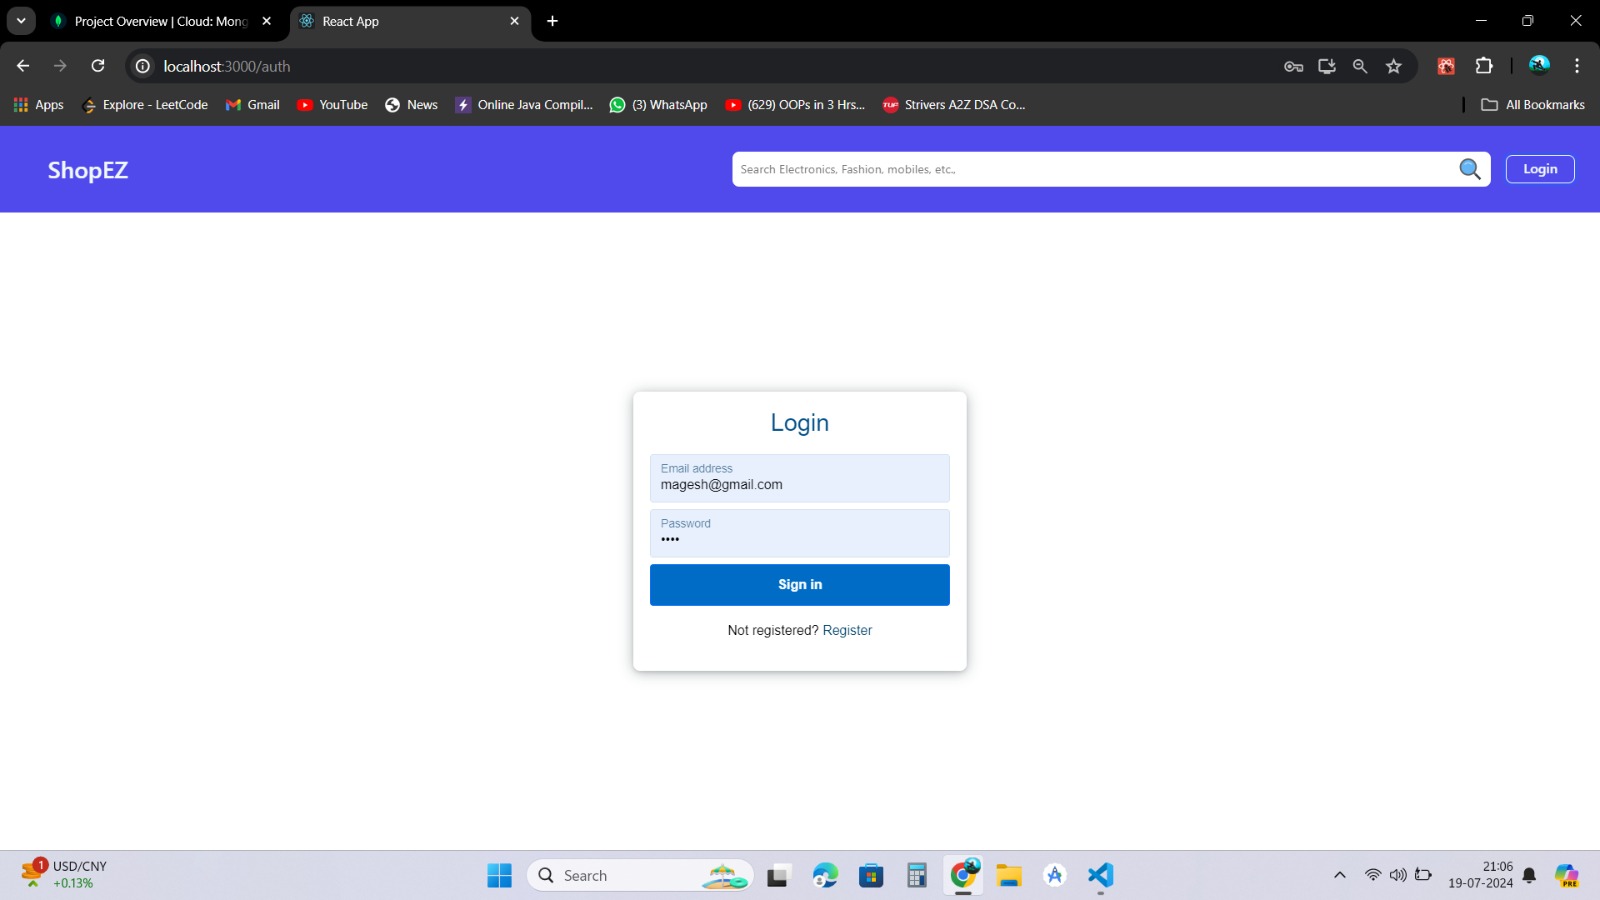 Project Overview | Cloud: Mong
React App
localhost:3000/auth
Apps
Explore - LeetCode
Gmail
YouTube
News
Online Java Compil...
(3) WhatsApp
(629) OOPs in 3 Hrs...
TUF
Strivers A2Z DSA Co...
All Bookmarks
ShopEZ
Search Electronics, Fashion, mobiles, etc.,
Login
Login
Email address
magesh@gmail.com
Password
••••
Sign in
Not registered? Register
1
USD/CNY
+0.13%
Search
21:06
19-07-2024
PRE